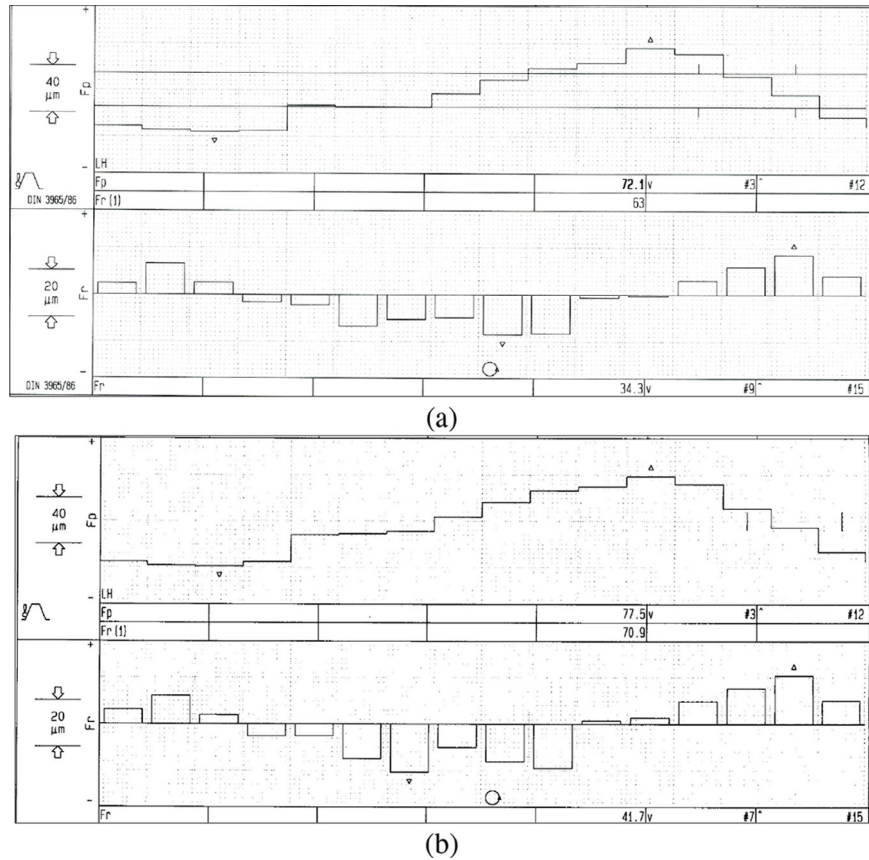 +
40
μm
Fp
-
LH
Fp 72.1 v #3 ^ #12
Fr (1) 63
DIN 3965/86
+
20
μm
Fr
-
DIN 3965/86
Fr 34.3 v #9 ^ #15
(a)
+
40
μm
Fp
-
LH
Fp 77.5 v #3 ^ #12
Fr (1) 70.9
+
20
μm
Fr
-
Fr 41.7 v #7 ^ #15
(b)